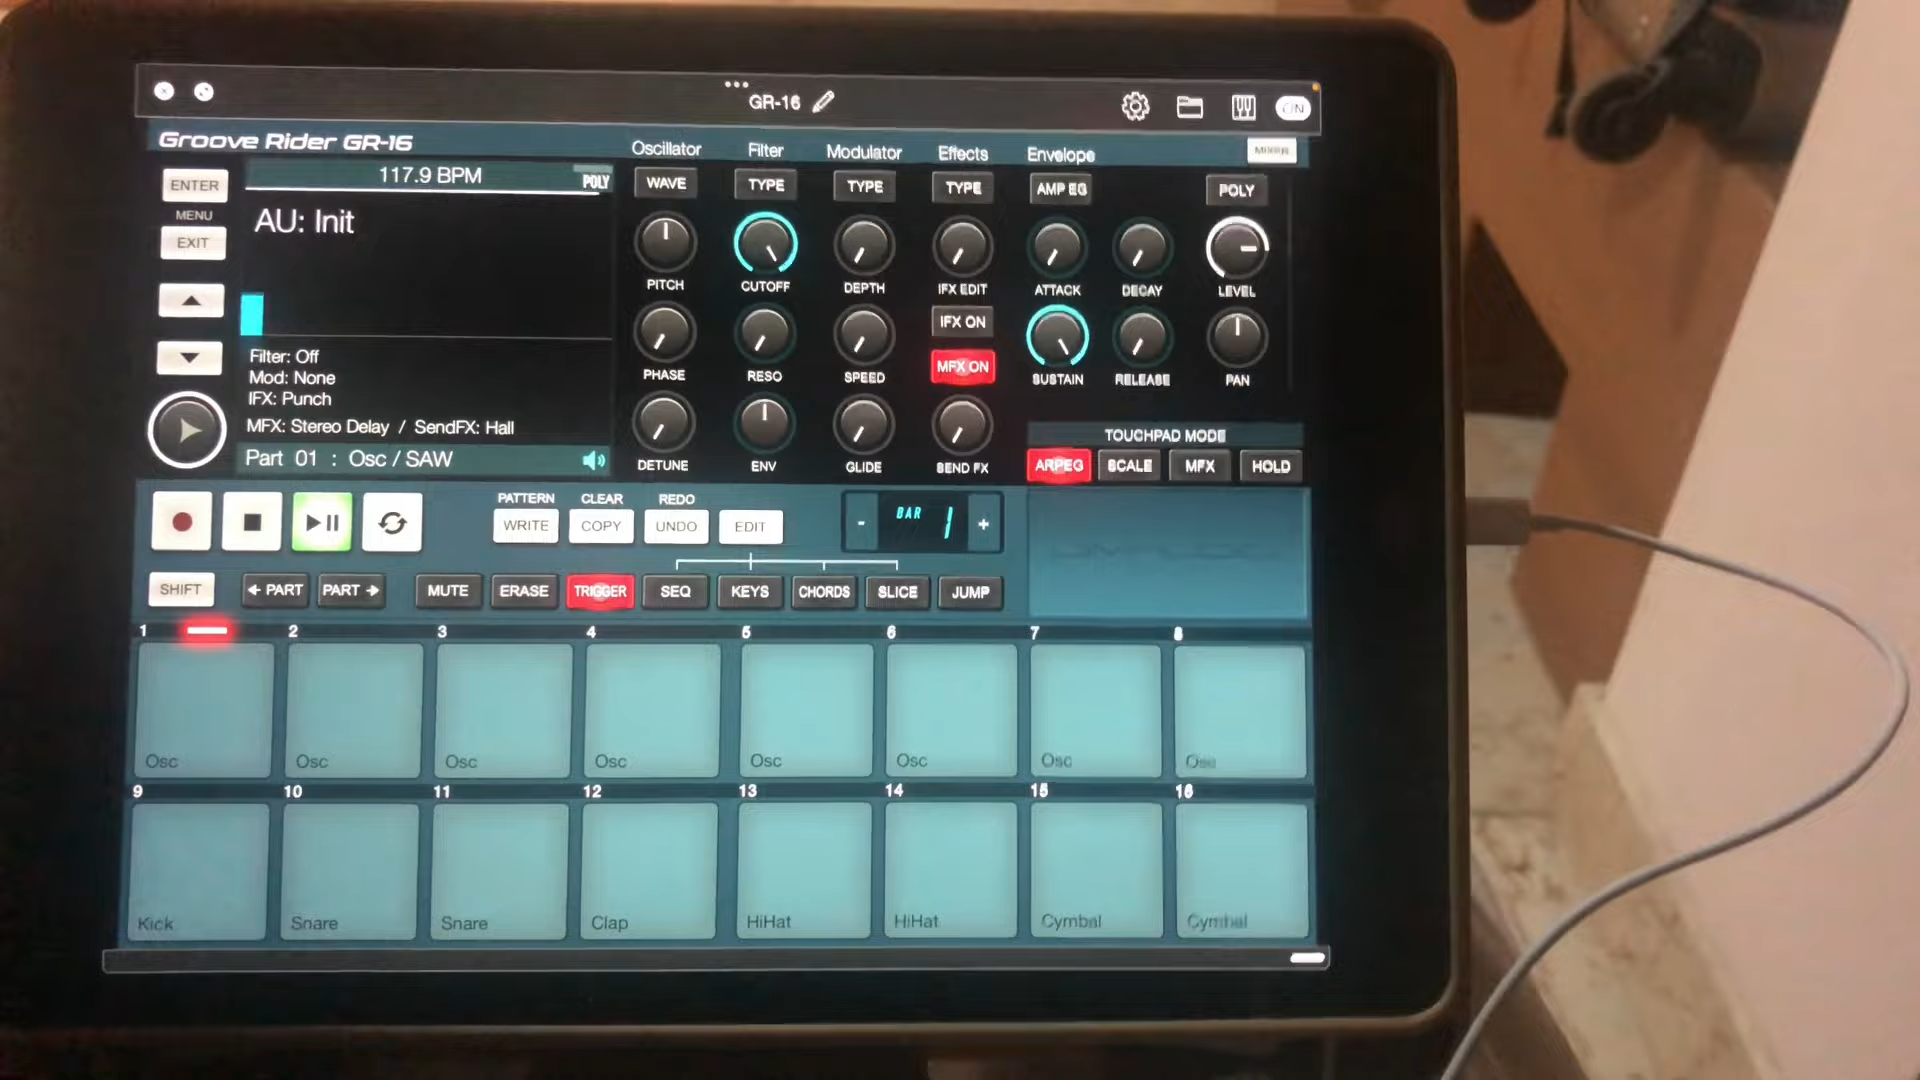 GR-16
ON
Groove Rider GR-16
Oscillator Filter Modulator Effects Envelope
ENTER
117.9 BPM
POLY
WAVE TYPE TYPE TYPE AMP EG POLY
MENU
AU: Init
EXIT
PITCH CUTOFF DEPTH IFX EDIT ATTACK DECAY LEVEL
IFX ON
Filter: Off
MFX ON
Mod: None
PHASE RESO SPEED SUSTAIN RELEASE PAN
IFX: Punch
MFX: Stereo Delay / SendFX: Hall
TOUCHPAD MODE
Part 01 : Osc / SAW
DETUNE ENV GLIDE SEND FX
ARPEG SCALE MFX HOLD
PATTERN CLEAR REDO
WRITE COPY UNDO EDIT
- BAR 1 +
SHIFT ← PART PART → MUTE ERASE TRIGGER SEQ KEYS CHORDS SLICE JUMP
1 2 3 4 5 6 7 8
Osc Osc Osc Osc Osc Osc Osc Osc
9 10 11 12 13 14 15 16
Kick Snare Snare Clap HiHat HiHat Cymbal Cymbal